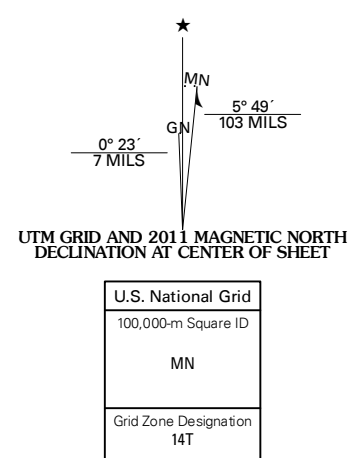 ★
MN
GN
5° 49´
103 MILS
0° 23´
7 MILS
UTM GRID AND 2011 MAGNETIC NORTH
DECLINATION AT CENTER OF SHEET
U.S. National Grid
100,000-m Square ID
MN
Grid Zone Designation
14T